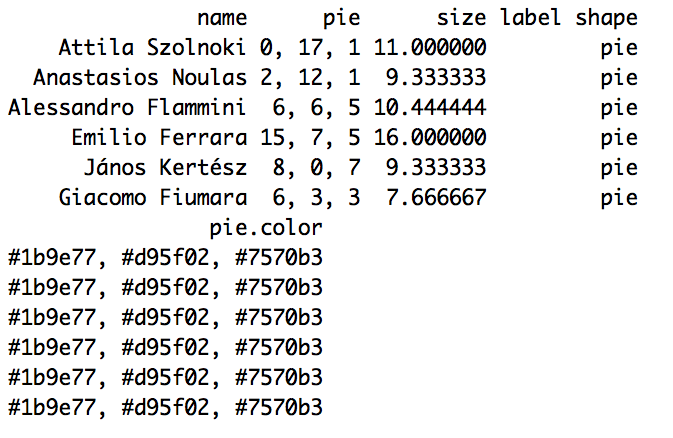 name pie size label shape
Attila Szolnoki 0, 17, 1 11.000000 pie
Anastasios Noulas 2, 12, 1 9.333333 pie
Alessandro Flammini 6, 6, 5 10.444444 pie
Emilio Ferrara 15, 7, 5 16.000000 pie
János Kertész 8, 0, 7 9.333333 pie
Giacomo Fiumara 6, 3, 3 7.666667 pie
pie.color
#1b9e77, #d95f02, #7570b3
#1b9e77, #d95f02, #7570b3
#1b9e77, #d95f02, #7570b3
#1b9e77, #d95f02, #7570b3
#1b9e77, #d95f02, #7570b3
#1b9e77, #d95f02, #7570b3